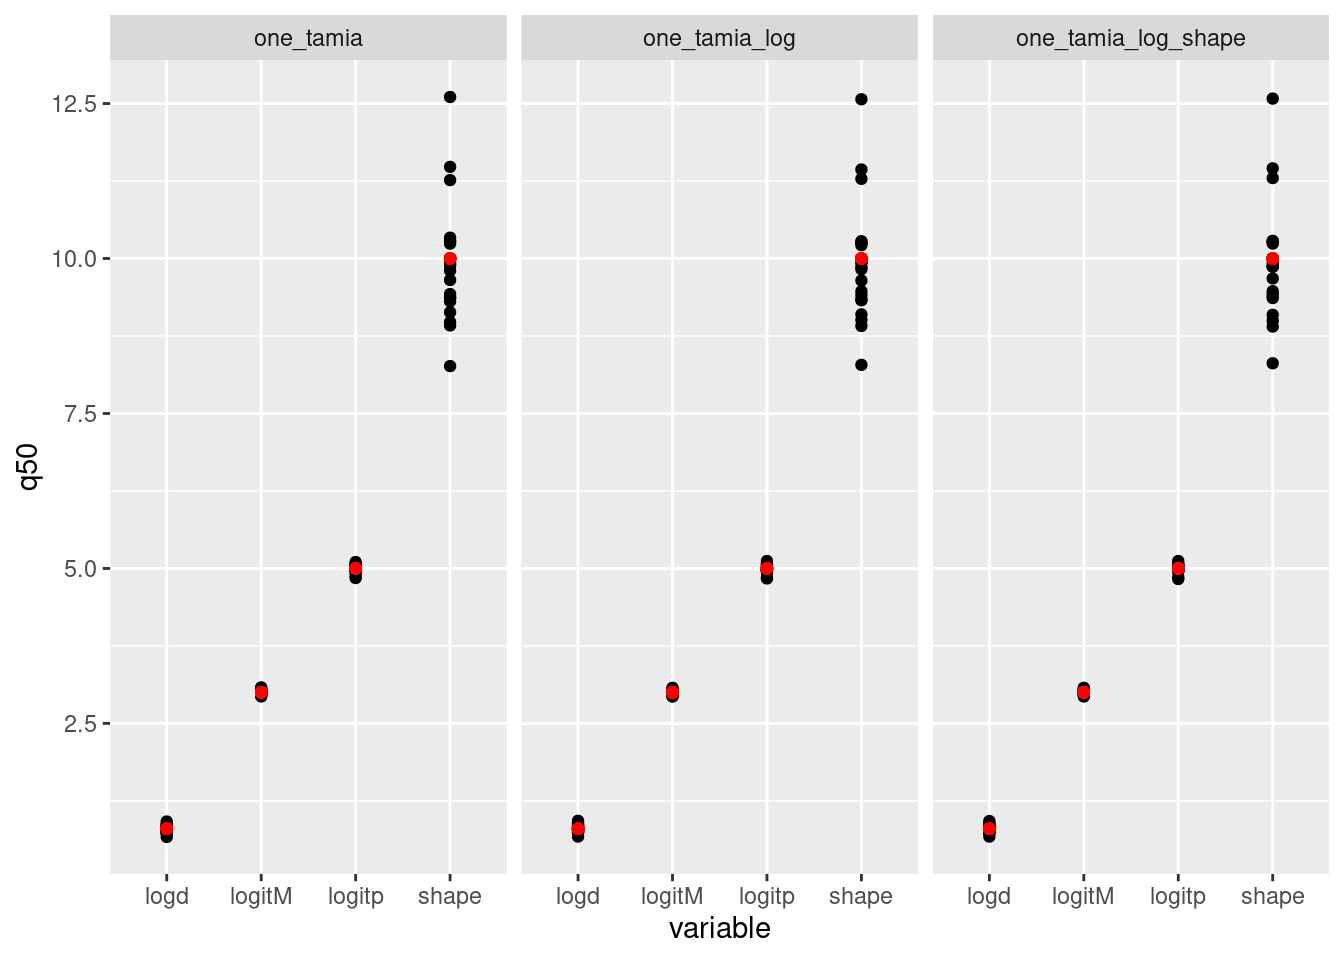 one_tamia one_tamia_log one_tamia_log_shape
12.5
10.0
7.5
5.0
2.5
q50
logd logitM logitp shape logd logitM logitp shape logd logitM logitp shape
variable